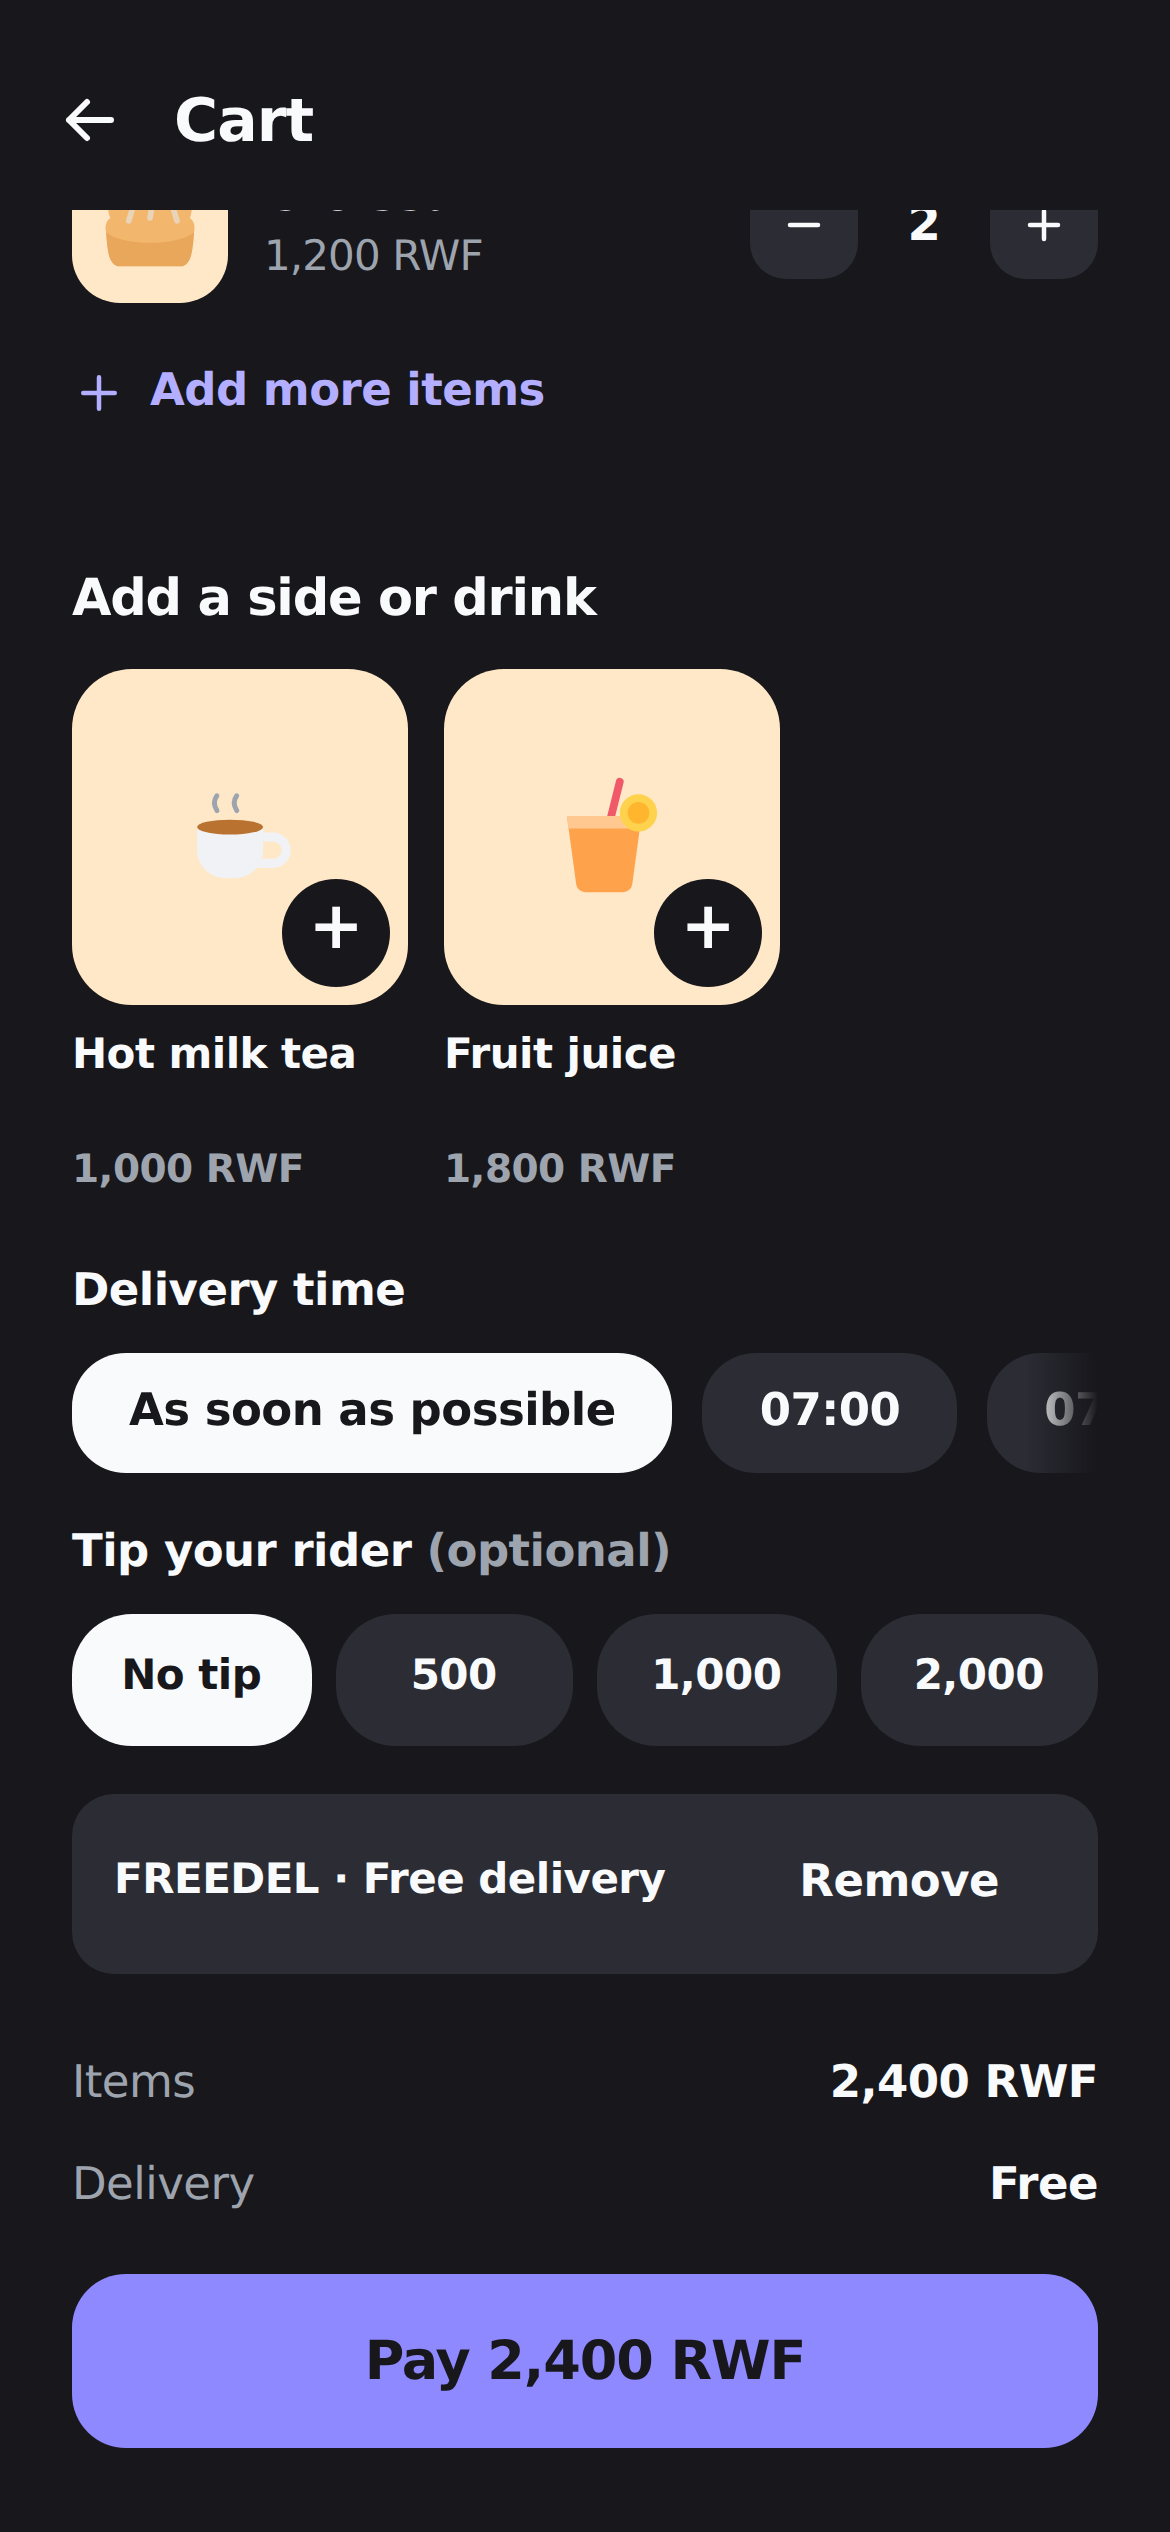 Cart
1,200 RWF
2
Add more items
Add a side or drink
Hot milk tea
Fruit juice
1,000 RWF
1,800 RWF
Delivery time
As soon as possible
07:00
Tip your rider (optional)
No tip
500
1,000
2,000
FREEDEL · Free delivery
Remove
Items
2,400 RWF
Delivery
Free
Pay 2,400 RWF